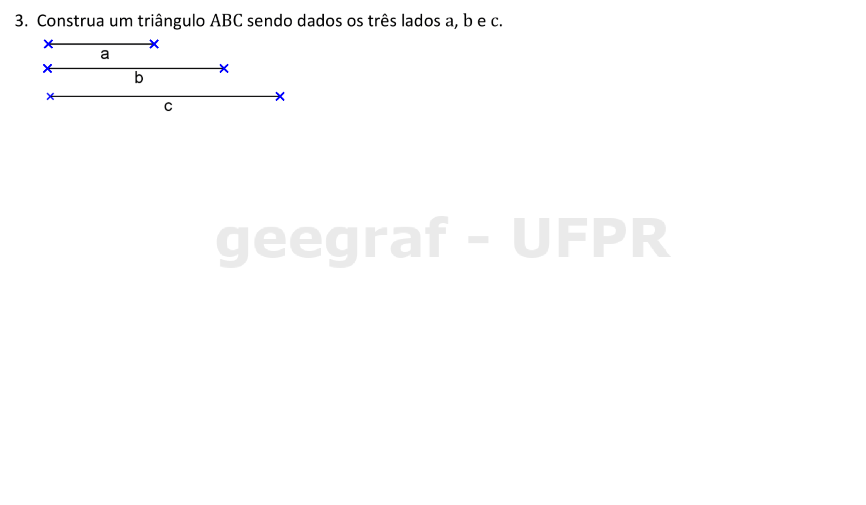 3. Construa um triângulo ABC sendo dados os três lados a, b e c.
a
b
c
geegraf - UFPR